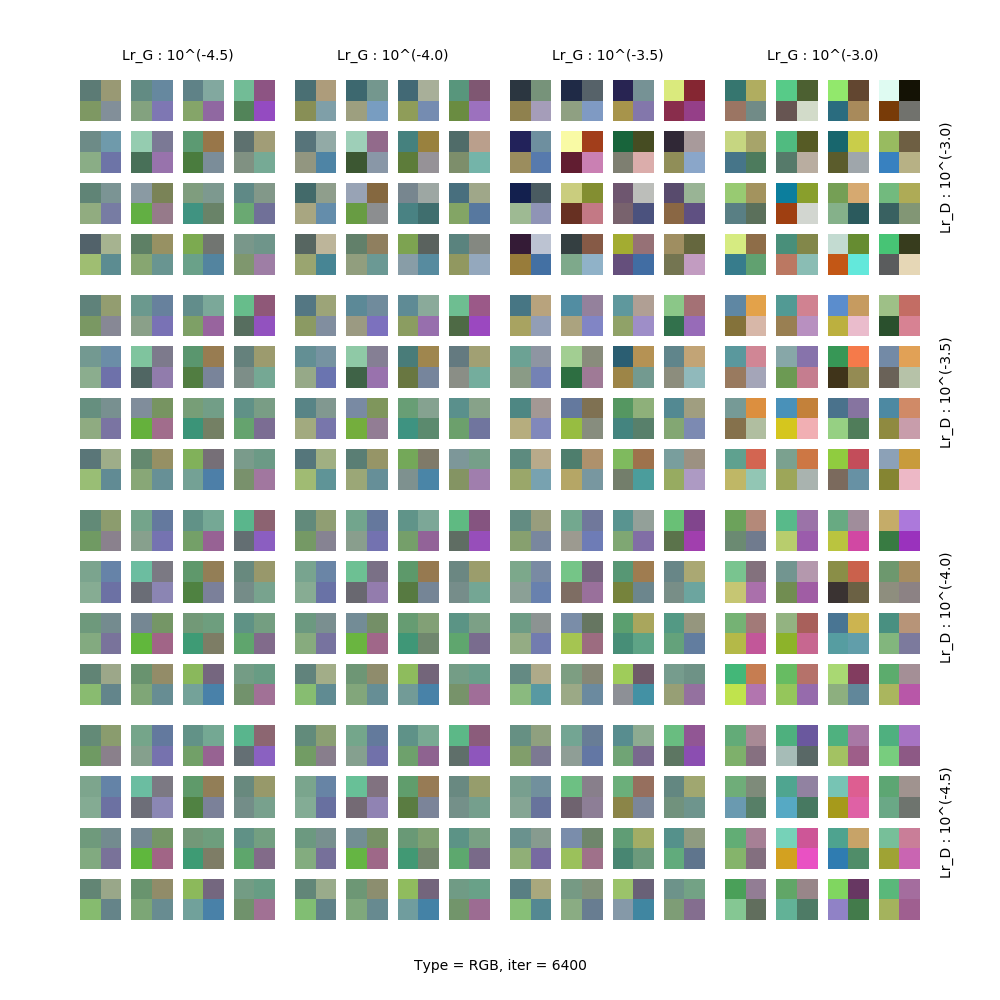 Lr_G : 10^(-4.5)
Lr_G : 10^(-4.0)
Lr_G : 10^(-3.5)
Lr_G : 10^(-3.0)
Lr_D : 10^(-3.0)
Lr_D : 10^(-3.5)
Lr_D : 10^(-4.0)
Lr_D : 10^(-4.5)
Type = RGB, iter = 6400